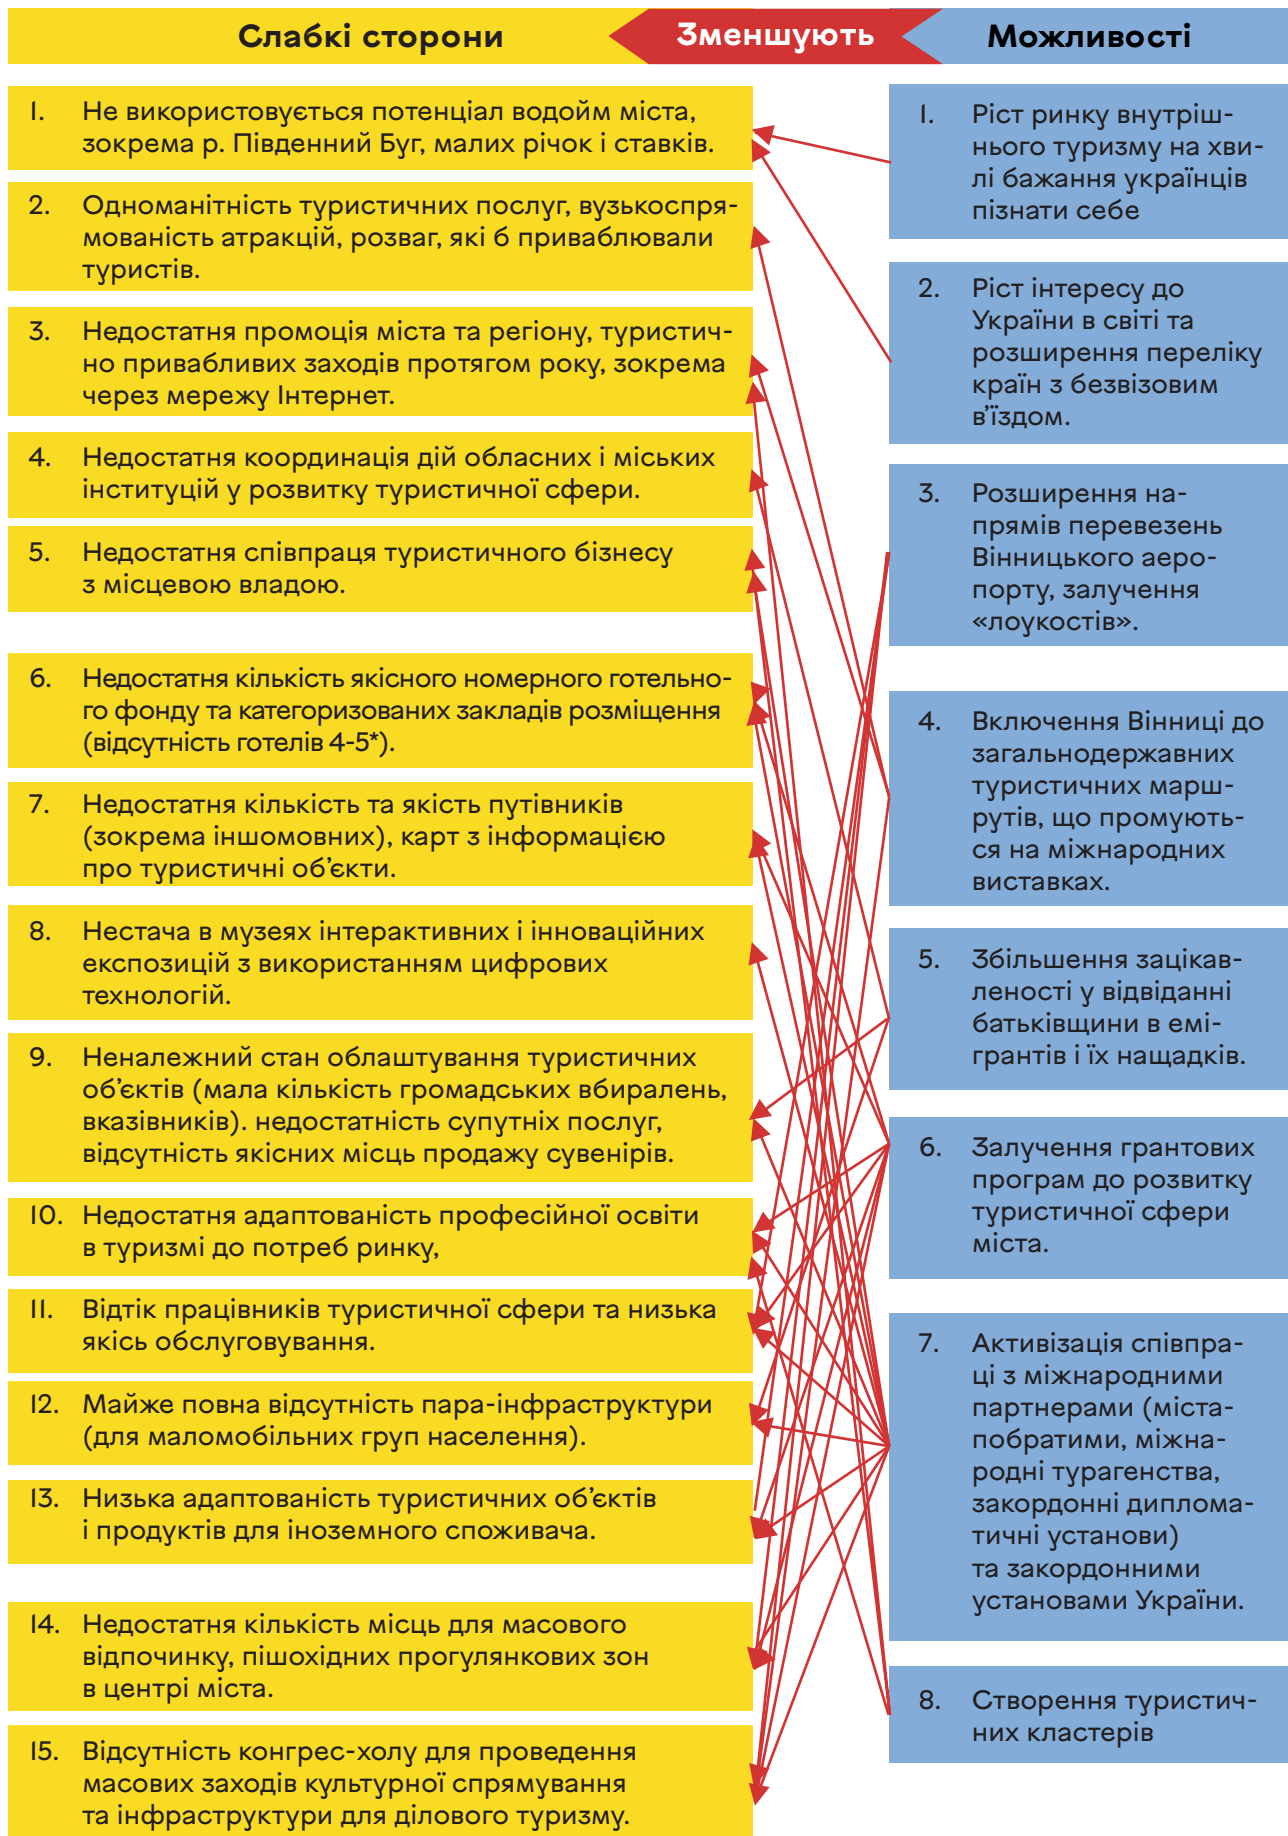 Слабкі сторони
Зменшують
Можливості
1. Не використовується потенціал водойм міста,
зокрема р. Південний Буг, малих річок і ставків.
2. Одноманітність туристичних послуг, вузькоспря-
мованість атракцій, розваг, які б приваблювали
туристів.
3. Недостатня промоція міста та регіону, туристич-
но привабливих заходів протягом року, зокрема
через мережу Інтернет.
4. Недостатня координація дій обласних і міських
інституцій у розвитку туристичної сфери.
5. Недостатня співпраця туристичного бізнесу
з місцевою владою.
6. Недостатня кількість якісного номерного готельно-
го фонду та категоризованих закладів розміщення
(відсутність готелів 4-5*).
7. Недостатня кількість та якість путівників
(зокрема іншомовних), карт з інформацією
про туристичні об’єкти.
8. Нестача в музеях інтерактивних і інноваційних
експозицій з використанням цифрових
технологій.
9. Неналежний стан облаштування туристичних
об’єктів (мала кількість громадських вбиралень,
вказівників). недостатність супутніх послуг,
відсутність якісних місць продажу сувенірів.
10. Недостатня адаптованість професійної освіти
в туризмі до потреб ринку,
11. Відтік працівників туристичної сфери та низька
якісь обслуговування.
12. Майже повна відсутність пара-інфраструктури
(для маломобільних груп населення).
13. Низька адаптованість туристичних об’єктів
і продуктів для іноземного споживача.
14. Недостатня кількість місць для масового
відпочинку, пішохідних прогулянкових зон
в центрі міста.
15. Відсутність конгрес-холу для проведення
масових заходів культурної спрямування
та інфраструктури для ділового туризму.
1. Ріст ринку внутріш-
нього туризму на хви-
лі бажання українців
пізнати себе
2. Ріст інтересу до
України в світі та
розширення переліку
країн з безвізовим
в’їздом.
3. Розширення на-
прямів перевезень
Вінницького аеро-
порту, залучення
«лоукостів».
4. Включення Вінниці до
загальнодержавних
туристичних марш-
рутів, що промують-
ся на міжнародних
виставках.
5. Збільшення зацікав-
леності у відвіданні
батьківщини в емі-
грантів і їх нащадків.
6. Залучення грантових
програм до розвитку
туристичної сфери
міста.
7. Активізація співпра-
ці з міжнародними
партнерами (міста-
побратими, міжна-
родні турагенства,
закордонні дипло­ма-
тичні установи)
та закордонними
установами України.
8. Створення туристич-
них кластерів